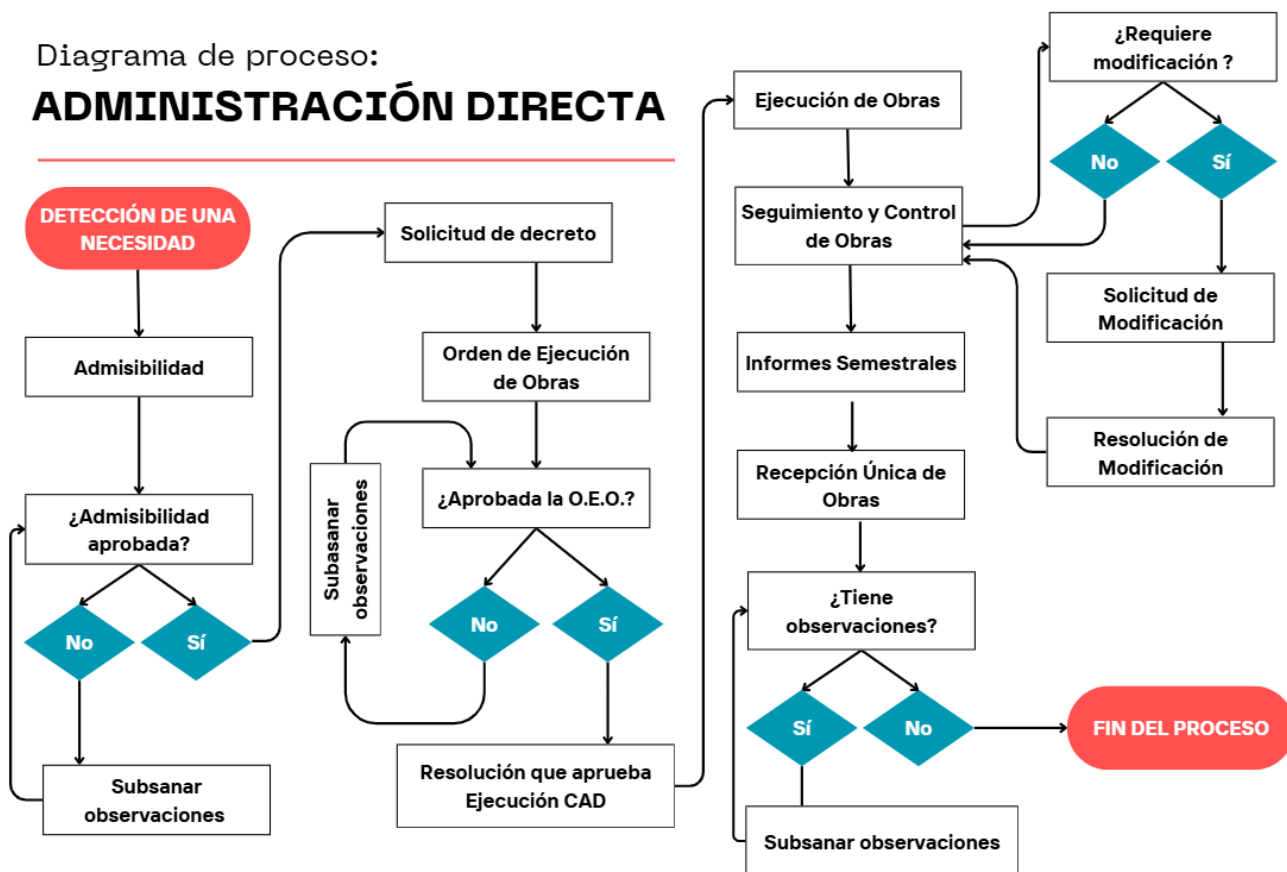 Diagrama de proceso:
ADMINISTRACIÓN DIRECTA
DETECCIÓN DE UNA
NECESIDAD
Admisibilidad
¿Admisibilidad
aprobada?
No
Sí
Subsanar
observaciones
Solicitud de decreto
Orden de Ejecución
de Obras
¿Aprobada la O.E.O.?
Subasanar
observaciones
No
Sí
Resolución que aprueba
Ejecución CAD
Ejecución de Obras
Seguimiento y Control
de Obras
¿Requiere
modificación ?
No
Sí
Solicitud de
Modificación
Resolución de
Modificación
Informes Semestrales
Recepción Única de
Obras
¿Tiene
observaciones?
Sí
No
Subsanar observaciones
FIN DEL PROCESO